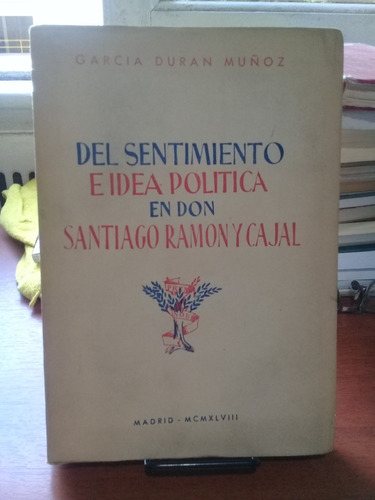 GARCIA DURAN MUÑOZ
DEL SENTIMIENTO
E IDEA POLITICA
EN DON
SANTIAGO RAMON Y CAJAL
MADRID - MCMXLVIII